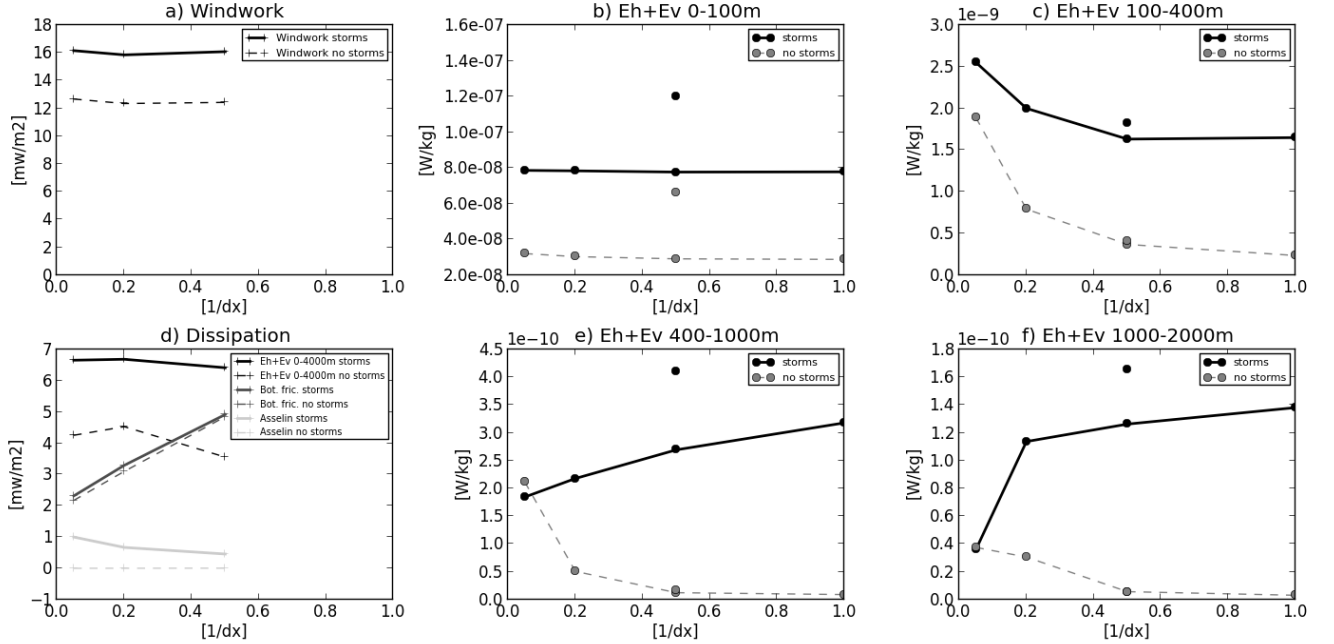 a) Windwork
[mw/m2]
18
16
14
12
10
8
6
4
2
0
0.0 0.2 0.4 0.6 0.8 1.0
[1/dx]
Windwork storms
Windwork no storms
b) Eh+Ev 0-100m
[W/kg]
1.6e-07
1.4e-07
1.2e-07
1.0e-07
8.0e-08
6.0e-08
4.0e-08
2.0e-08
0.0 0.2 0.4 0.6 0.8 1.0
[1/dx]
storms
no storms
c) Eh+Ev 100-400m
1e-9
[W/kg]
3.0
2.5
2.0
1.5
1.0
0.5
0.0
0.0 0.2 0.4 0.6 0.8 1.0
[1/dx]
storms
no storms
d) Dissipation
[mw/m2]
7
6
5
4
3
2
1
0
−1
0.0 0.2 0.4 0.6 0.8 1.0
[1/dx]
Eh+Ev 0-4000m storms
Eh+Ev 0-4000m no storms
Bot. fric. storms
Bot. fric. no storms
Asselin storms
Asselin no storms
e) Eh+Ev 400-1000m
1e-10
[W/kg]
4.5
4.0
3.5
3.0
2.5
2.0
1.5
1.0
0.5
0.0
0.0 0.2 0.4 0.6 0.8 1.0
[1/dx]
storms
no storms
f) Eh+Ev 1000-2000m
1e-10
[W/kg]
1.8
1.6
1.4
1.2
1.0
0.8
0.6
0.4
0.2
0.0
0.0 0.2 0.4 0.6 0.8 1.0
[1/dx]
storms
no storms